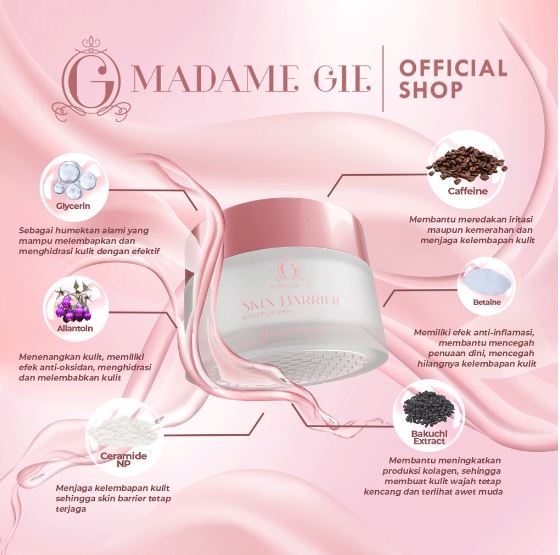 MADAME GIE
OFFICIAL
SHOP
Glycerin
Sebagai humektan alami yang
mampu melembapkan dan
menghidrasi kulit dengan efektif
Caffeine
Membantu meredakan iritasi
maupun kemerahan dan
menjaga kelembapan kulit
Allantoin
Menenangkan kulit, memiliki
efek anti-oksidan, menghidrasi
dan melembabkan kulit
Betaine
Memiliki efek anti-inflamasi,
membantu mencegah
penuaan dini, mencegah
hilangnya kelembapan kulit
MADAME GIE
SKIN BARRIER
MOISTURIZER
Ceramide
NP
Menjaga kelembapan kulit
sehingga skin barrier tetap
terjaga
Bakuchl
Extract
Membantu meningkatkan
produksi kolagen, sehingga
membuat kulit wajah tetap
kencang dan terlihat awet muda